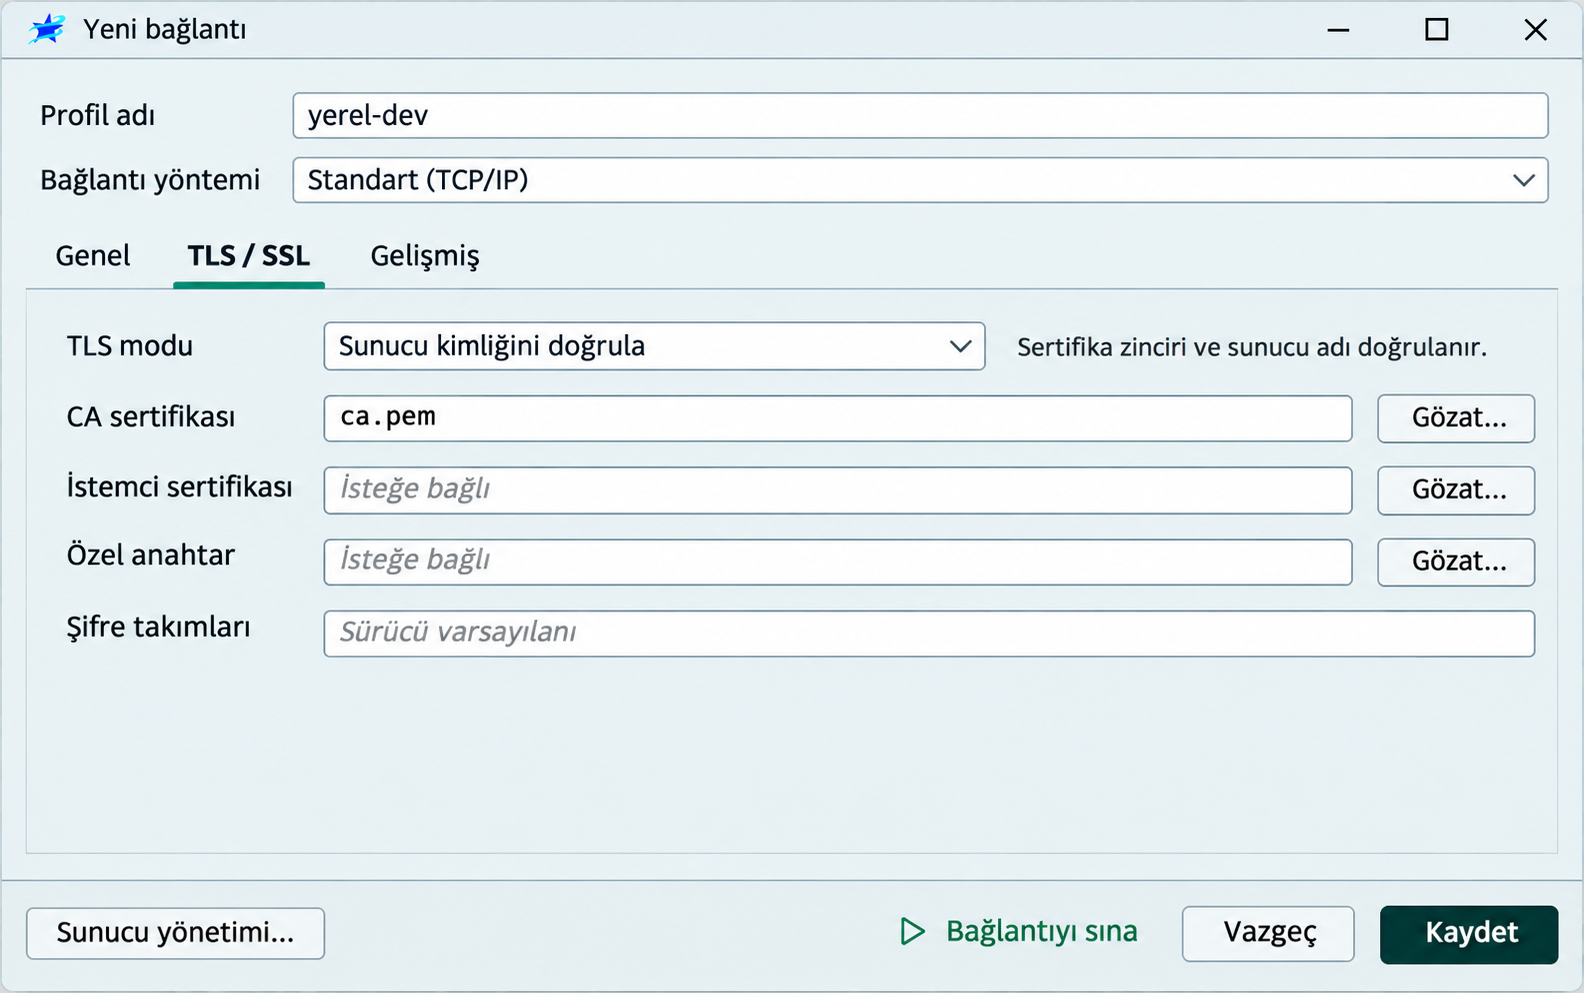 Yeni bağlantı
Profil adı yerel-dev
Bağlantı yöntemi Standart (TCP/IP)
Genel TLS / SSL Gelişmiş
TLS modu Sunucu kimliğini doğrula Sertifika zinciri ve sunucu adı doğrulanır.
CA sertifikası ca.pem Gözat...
İstemci sertifikası İsteğe bağlı Gözat...
Özel anahtar İsteğe bağlı Gözat...
Şifre takımları Sürücü varsayılanı
Sunucu yönetimi... Bağlantıyı sına Vazgeç Kaydet